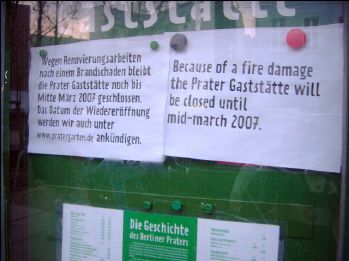 Gaststätte
Wegen Renovierungsarbeiten
nach einem Brandschaden bleibt
die Prater Gaststätte noch bis
Mitte März 2007 geschlossen.
Das Datum der Wiedereröffnung
werden wir auch unter
www.pratergarten.de ankündigen.
Because of a fire damage
the Prater Gaststätte will
be closed until
mid-march 2007.
Die Geschichte
des Berliner Praters